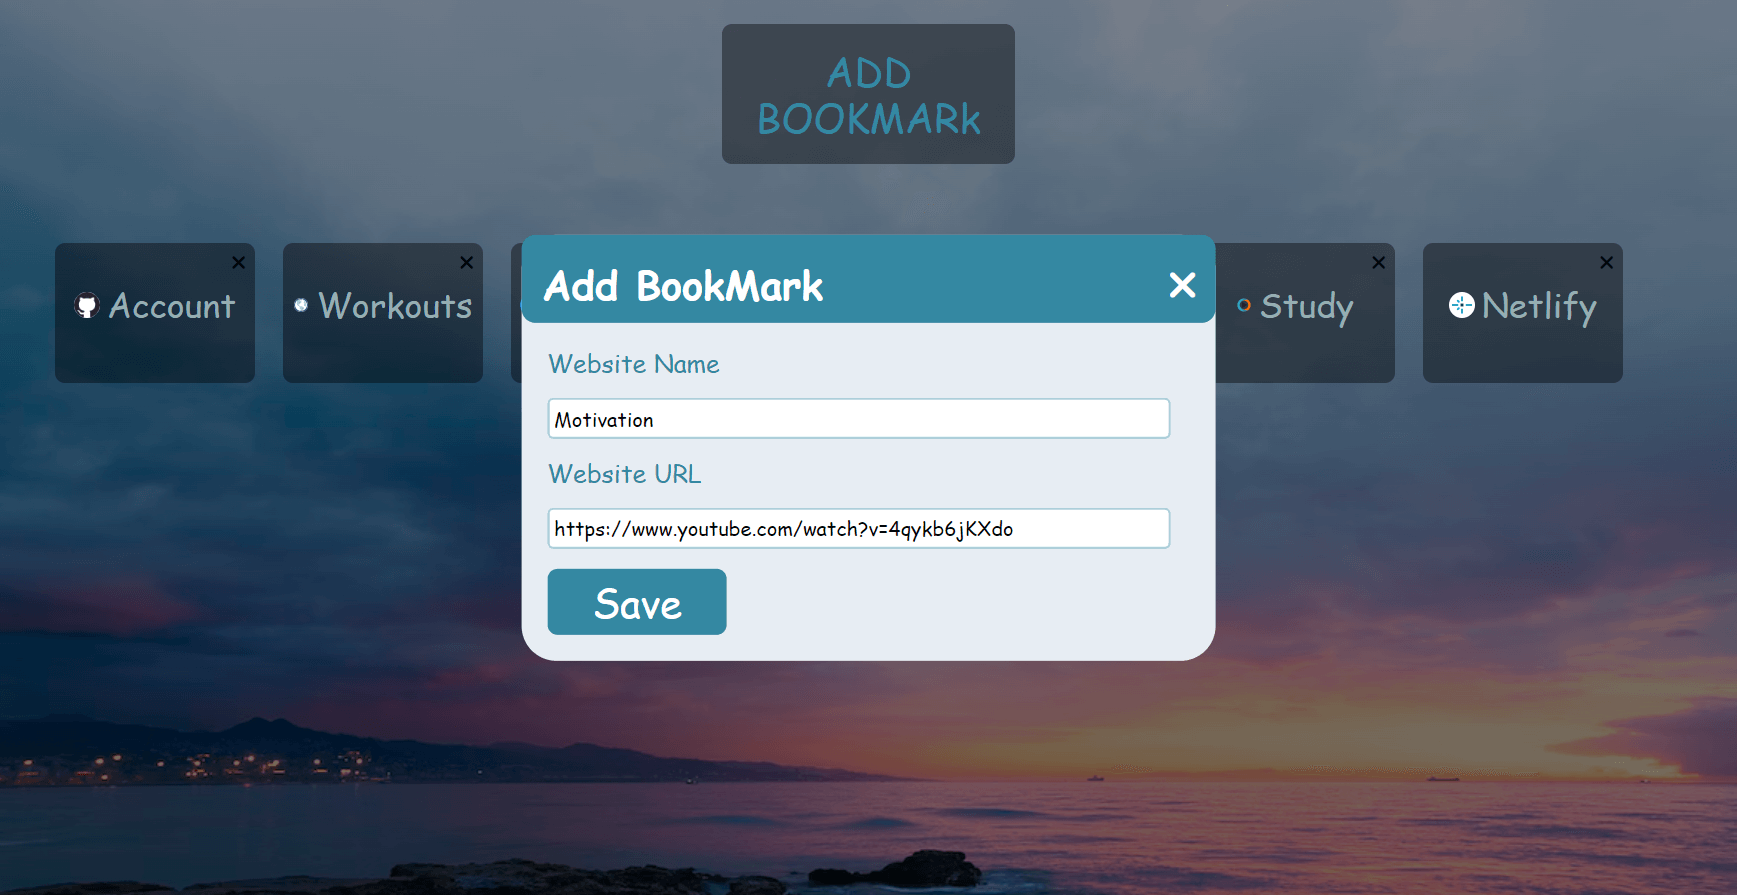 ADD
BOOKMARk
Account
Workouts
Study
Netlify
Add BookMark
Website Name
Motivation
Website URL
https://www.youtube.com/watch?v=4qykb6jKXdo
Save